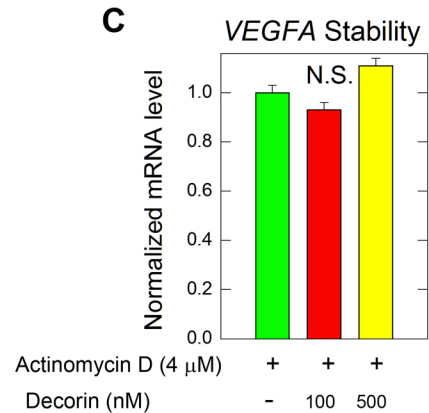 C
VEGFA Stability
N.S.
Normalized mRNA level
1.0
0.8
0.6
0.4
0.2
0.0
Actinomycin D (4 μM) + + +
Decorin (nM) - 100 500